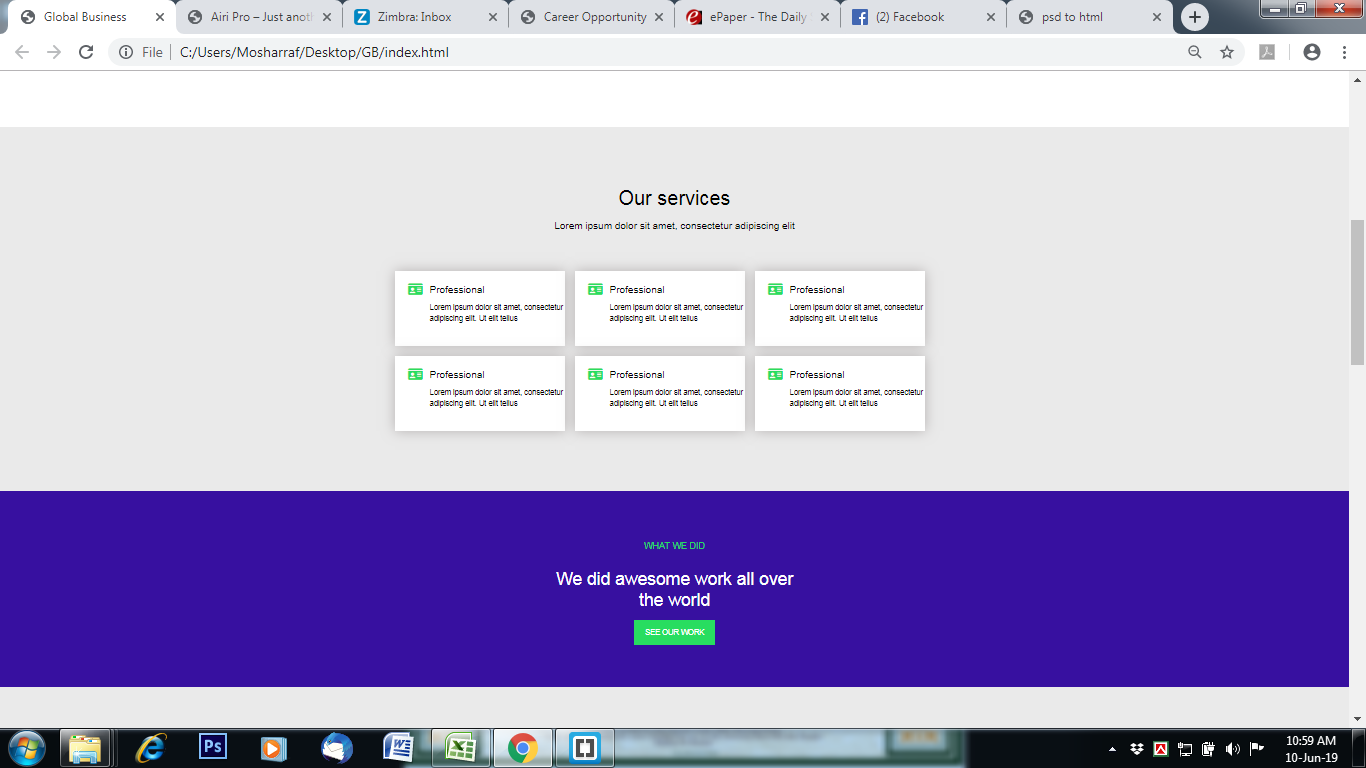 Global Business
Airi Pro – Just anoth
Zimbra: Inbox
Career Opportunity
ePaper - The Daily
(2) Facebook
psd to html
File
C:/Users/Mosharraf/Desktop/GB/index.html
Our services
Lorem ipsum dolor sit amet, consectetur adipiscing elit
Professional
Lorem ipsum dolor sit amet, consectetur
adipiscing elit. Ut elit tellus
Professional
Lorem ipsum dolor sit amet, consectetur
adipiscing elit. Ut elit tellus
Professional
Lorem ipsum dolor sit amet, consectetur
adipiscing elit. Ut elit tellus
Professional
Lorem ipsum dolor sit amet, consectetur
adipiscing elit. Ut elit tellus
Professional
Lorem ipsum dolor sit amet, consectetur
adipiscing elit. Ut elit tellus
Professional
Lorem ipsum dolor sit amet, consectetur
adipiscing elit. Ut elit tellus
WHAT WE DID
We did awesome work all over
the world
SEE OUR WORK
Ps
10:59 AM
10-Jun-19